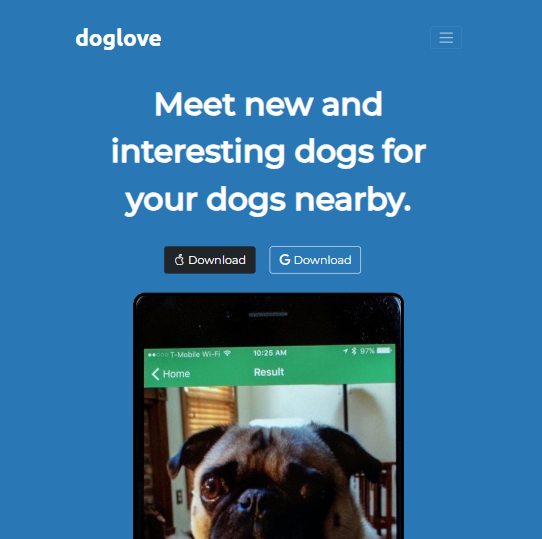 doglove
Meet new and
interesting dogs for
your dogs nearby.
Download
Download
T-Mobile Wi-Fi 10:25 AM 97%
Home Result